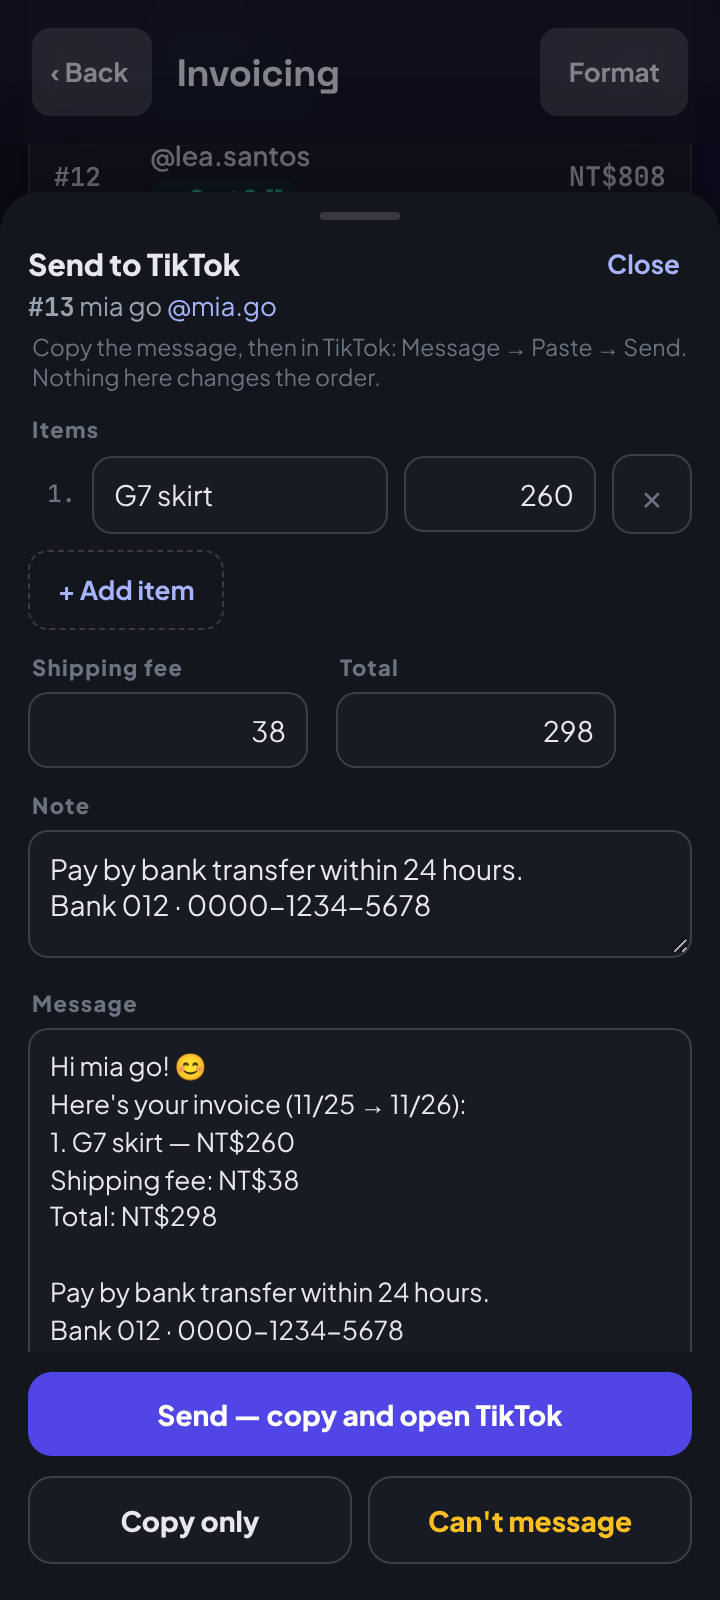 ‹ Back
Invoicing
Format
#12
@lea.santos
NT$808
Send to TikTok
Close
#13 mia go @mia.go
Copy the message, then in TikTok: Message → Paste → Send.
Nothing here changes the order.
Items
1.
G7 skirt
260
×
+ Add item
Shipping fee
Total
38
298
Note
Pay by bank transfer within 24 hours.
Bank 012 · 0000–1234–5678
Message
Hi mia go! 😊
Here's your invoice (11/25 → 11/26):
1. G7 skirt — NT$260
Shipping fee: NT$38
Total: NT$298
Pay by bank transfer within 24 hours.
Bank 012 · 0000–1234–5678
Send — copy and open TikTok
Copy only
Can't message